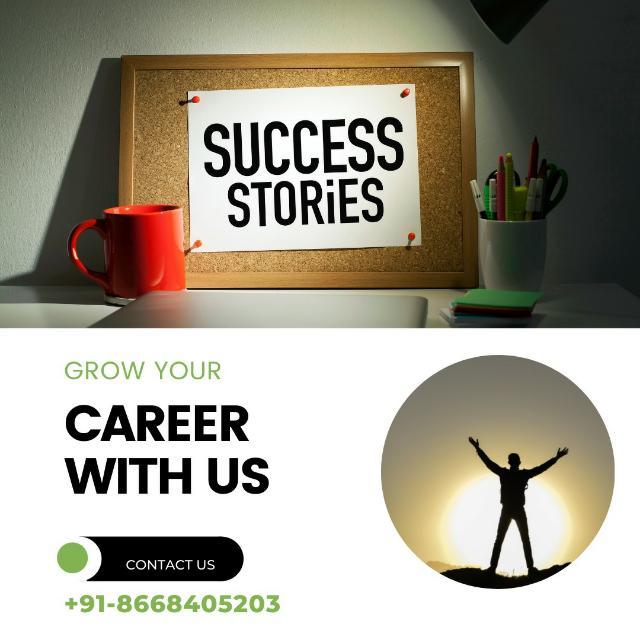 SUCCESS
STORiES
GROW YOUR
CAREER
WITH US
CONTACT US
+91-8668405203